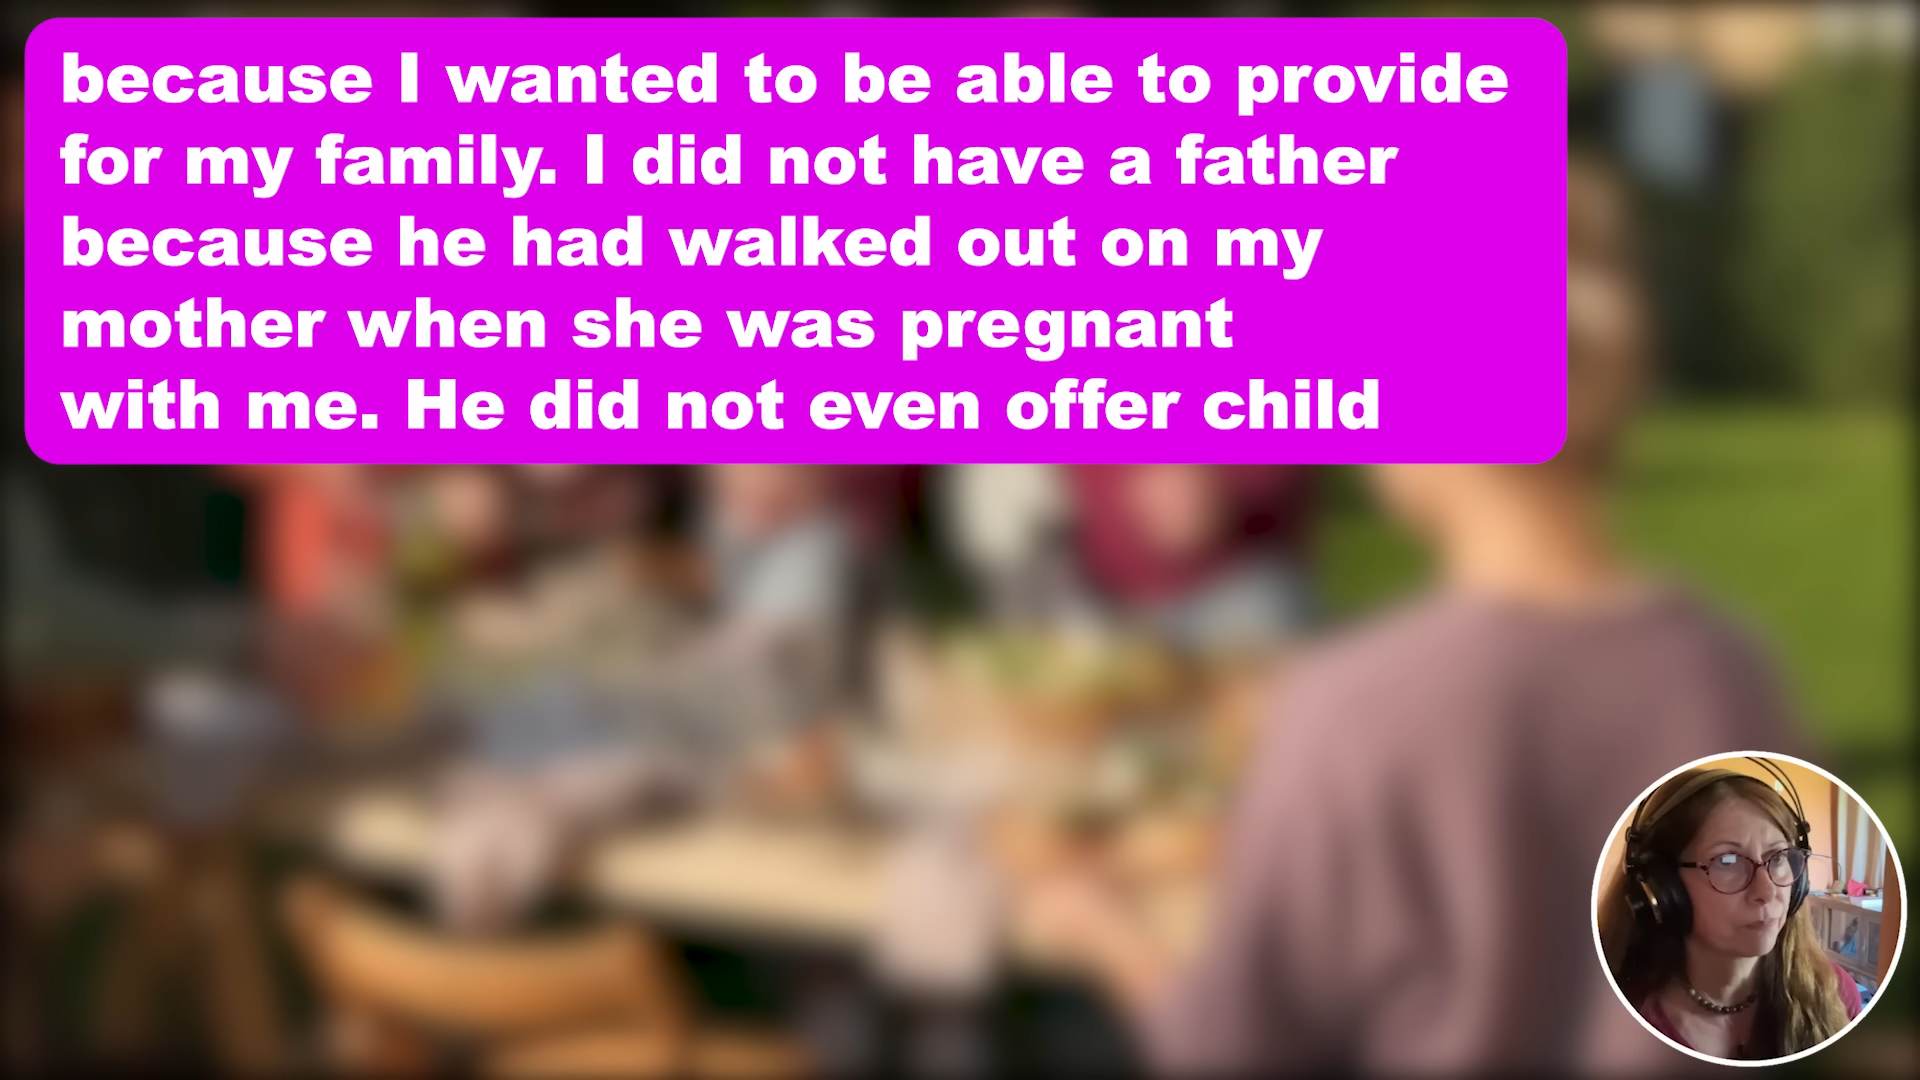 because I wanted to be able to provide
for my family. I did not have a father
because he had walked out on my
mother when she was pregnant
with me. He did not even offer child